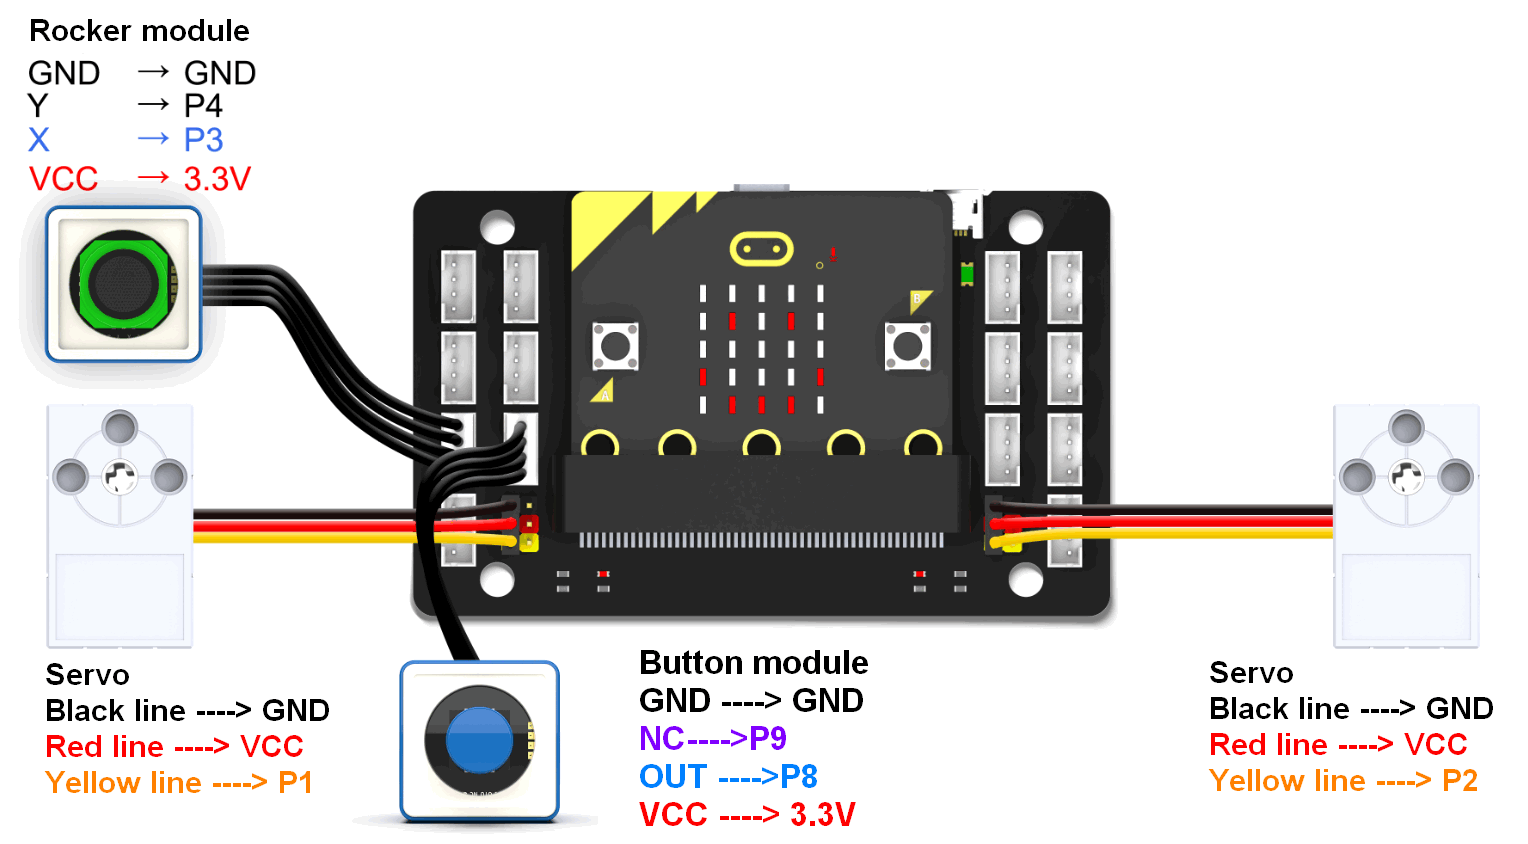 Rocker module
GND → GND
Y → P4
X → P3
VCC → 3.3V
B
A
Servo
Black line ----> GND
Red line ----> VCC
Yellow line ----> P1
Button module
GND ----> GND
NC---->P9
OUT ---->P8
VCC ----> 3.3V
Servo
Black line ----> GND
Red line ----> VCC
Yellow line ----> P2